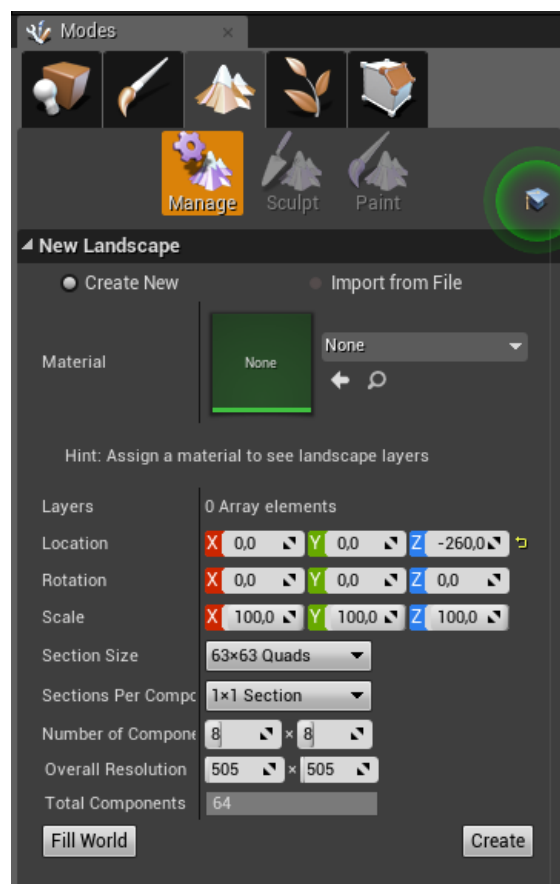 Modes
Manage Sculpt Paint
New Landscape
Create New Import from File
Material None None
Hint: Assign a material to see landscape layers
Layers 0 Array elements
Location X 0,0 Y 0,0 Z -260,0
Rotation X 0,0 Y 0,0 Z 0,0
Scale X 100,0 Y 100,0 Z 100,0
Section Size 63×63 Quads
Sections Per Compo 1×1 Section
Number of Compone 8 × 8
Overall Resolution 505 × 505
Total Components 64
Fill World Create